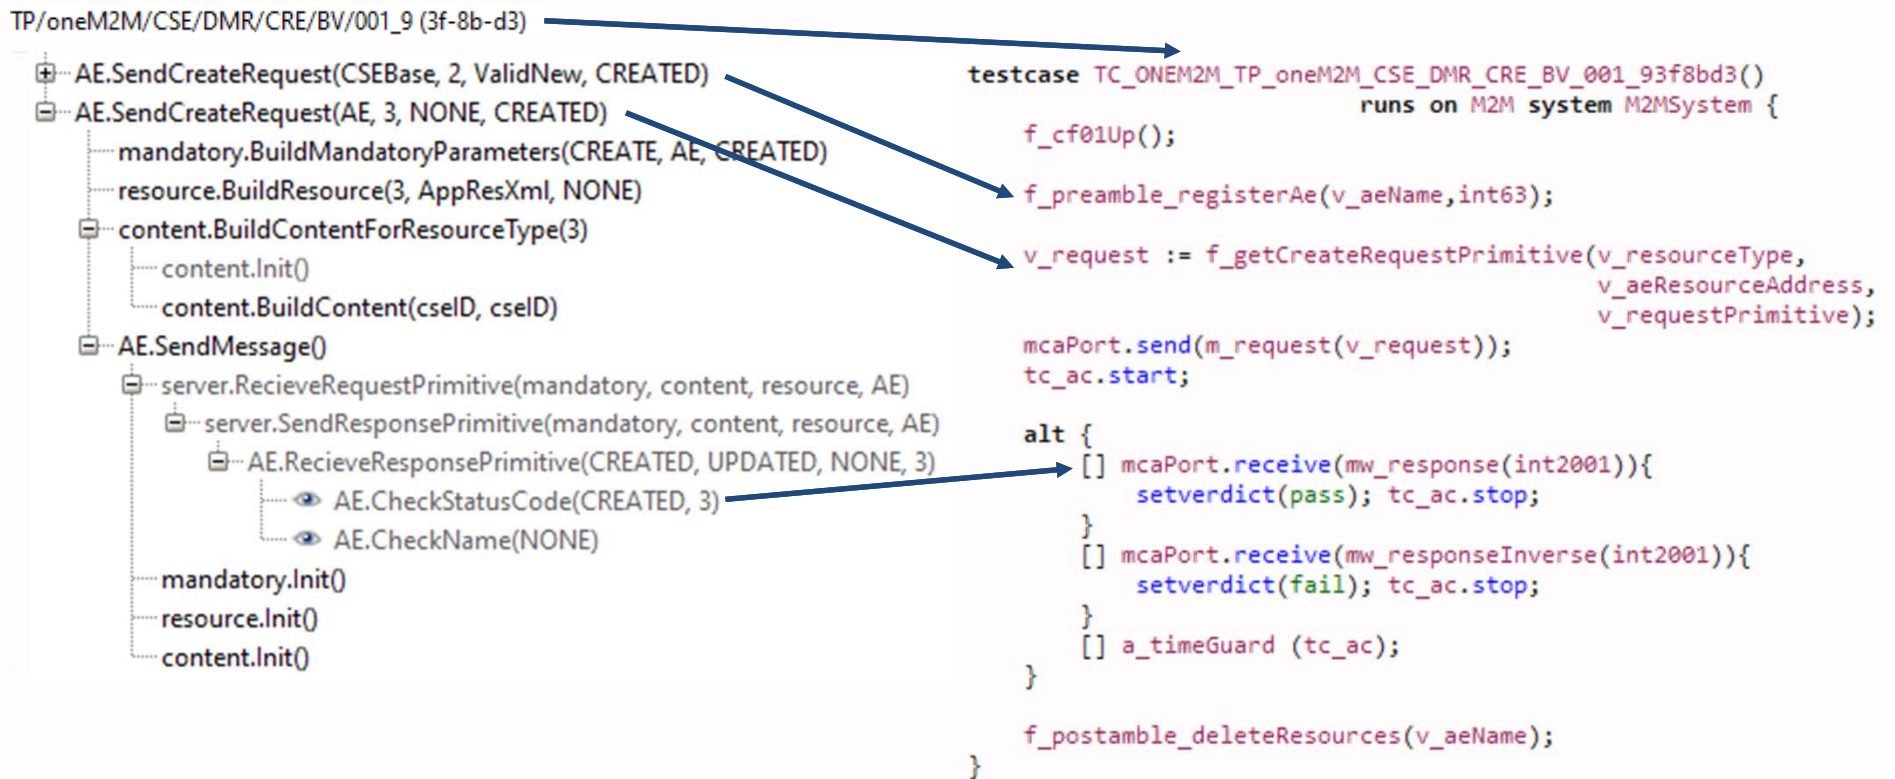 TP/oneM2M/CSE/DMR/CRE/BV/001_9 (3f-8b-d3)
AE.SendCreateRequest(CSEBase, 2, ValidNew, CREATED)
AE.SendCreateRequest(AE, 3, NONE, CREATED)
mandatory.BuildMandatoryParameters(CREATE, AE, CREATED)
resource.BuildResource(3, AppResXml, NONE)
content.BuildContentForResourceType(3)
content.Init()
content.BuildContent(cseID, cseID)
AE.SendMessage()
server.RecieveRequestPrimitive(mandatory, content, resource, AE)
server.SendResponsePrimitive(mandatory, content, resource, AE)
AE.RecieveResponsePrimitive(CREATED, UPDATED, NONE, 3)
AE.CheckStatusCode(CREATED, 3)
AE.CheckName(NONE)
mandatory.Init()
resource.Init()
content.Init()
testcase TC_ONEM2M_TP_oneM2M_CSE_DMR_CRE_BV_001_93f8bd3()
runs on M2M system M2MSystem {
f_cf01Up();
f_preamble_registerAe(v_aeName,int63);
v_request := f_getCreateRequestPrimitive(v_resourceType,
v_aeResourceAddress,
v_requestPrimitive);
mcaPort.send(m_request(v_request));
tc_ac.start;
alt {
[] mcaPort.receive(mw_response(int2001)){
setverdict(pass); tc_ac.stop;
}
[] mcaPort.receive(mw_responseInverse(int2001)){
setverdict(fail); tc_ac.stop;
}
[] a_timeGuard (tc_ac);
}
f_postamble_deleteResources(v_aeName);
}